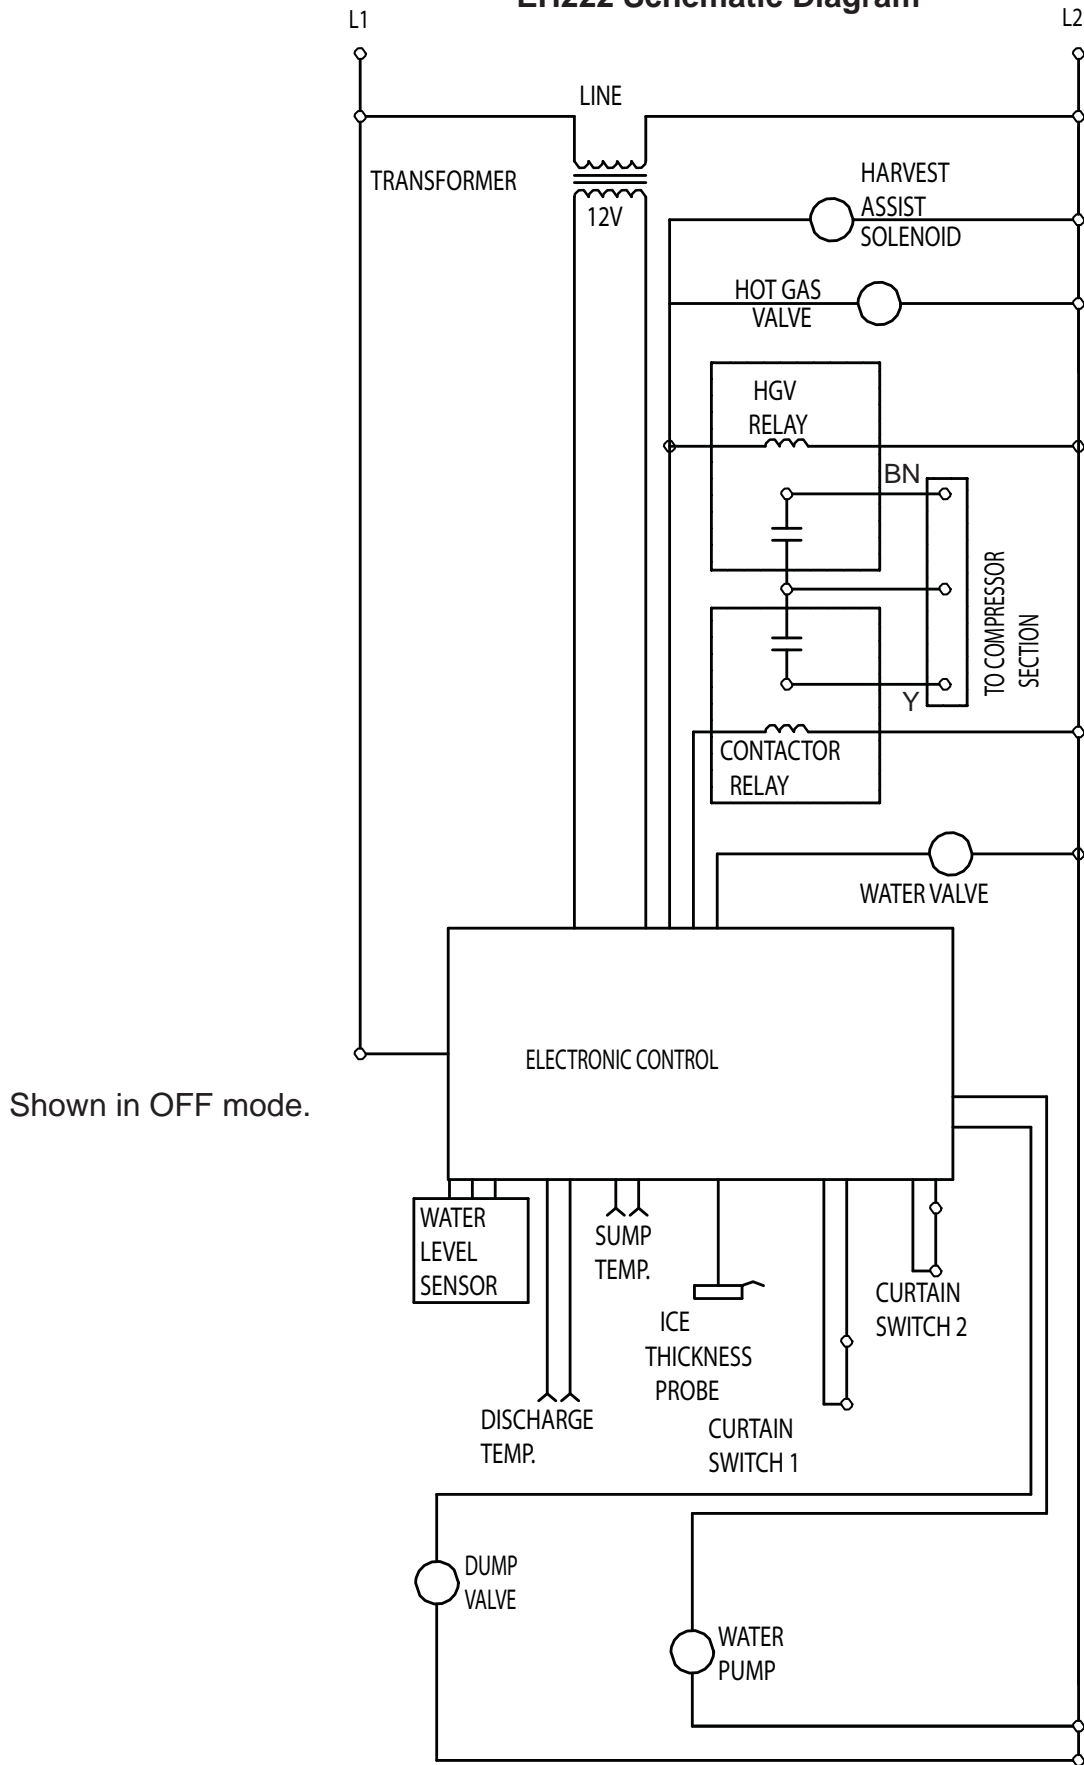 EH222 Schematic Diagram
L1
L2
LINE
TRANSFORMER
12V
HARVEST
ASSIST
SOLENOID
HOT GAS
VALVE
HGV
RELAY
BN
TO COMPRESSOR
SECTION
Y
CONTACTOR
RELAY
WATER VALVE
ELECTRONIC CONTROL
Shown in OFF mode.
WATER
LEVEL
SENSOR
SUMP
TEMP.
ICE
THICKNESS
PROBE
CURTAIN
SWITCH 2
DISCHARGE
TEMP.
CURTAIN
SWITCH 1
DUMP
VALVE
WATER
PUMP